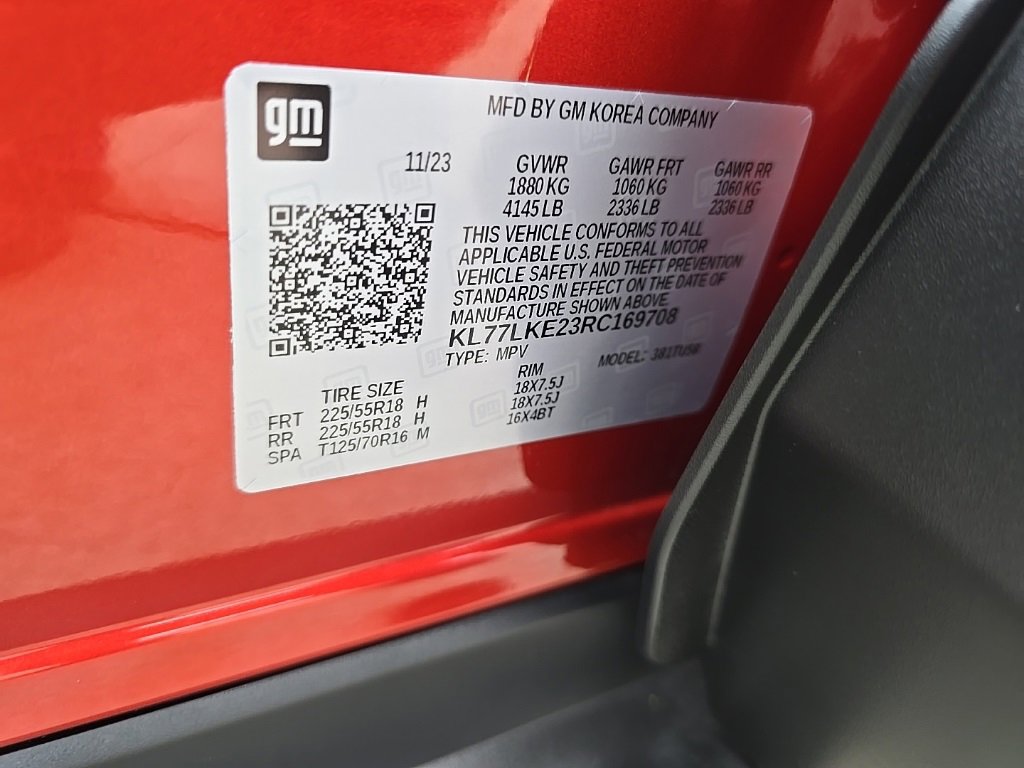 gm
MFD BY GM KOREA COMPANY
11/23 GVWR GAWR FRT GAWR RR
1880 KG 1060 KG 1060 KG
4145 LB 2336 LB 2336 LB
THIS VEHICLE CONFORMS TO ALL
APPLICABLE U.S. FEDERAL MOTOR
VEHICLE SAFETY AND THEFT PREVENTION
STANDARDS IN EFFECT ON THE DATE OF
MANUFACTURE SHOWN ABOVE.
KL77LKE23RC169708
TYPE: MPV MODEL:
TIRE SIZE RIM
FRT 225/55R18 H 18X7.5J
RR 225/55R18 H 18X7.5J
SPA T125/70R16 M 16X4BT